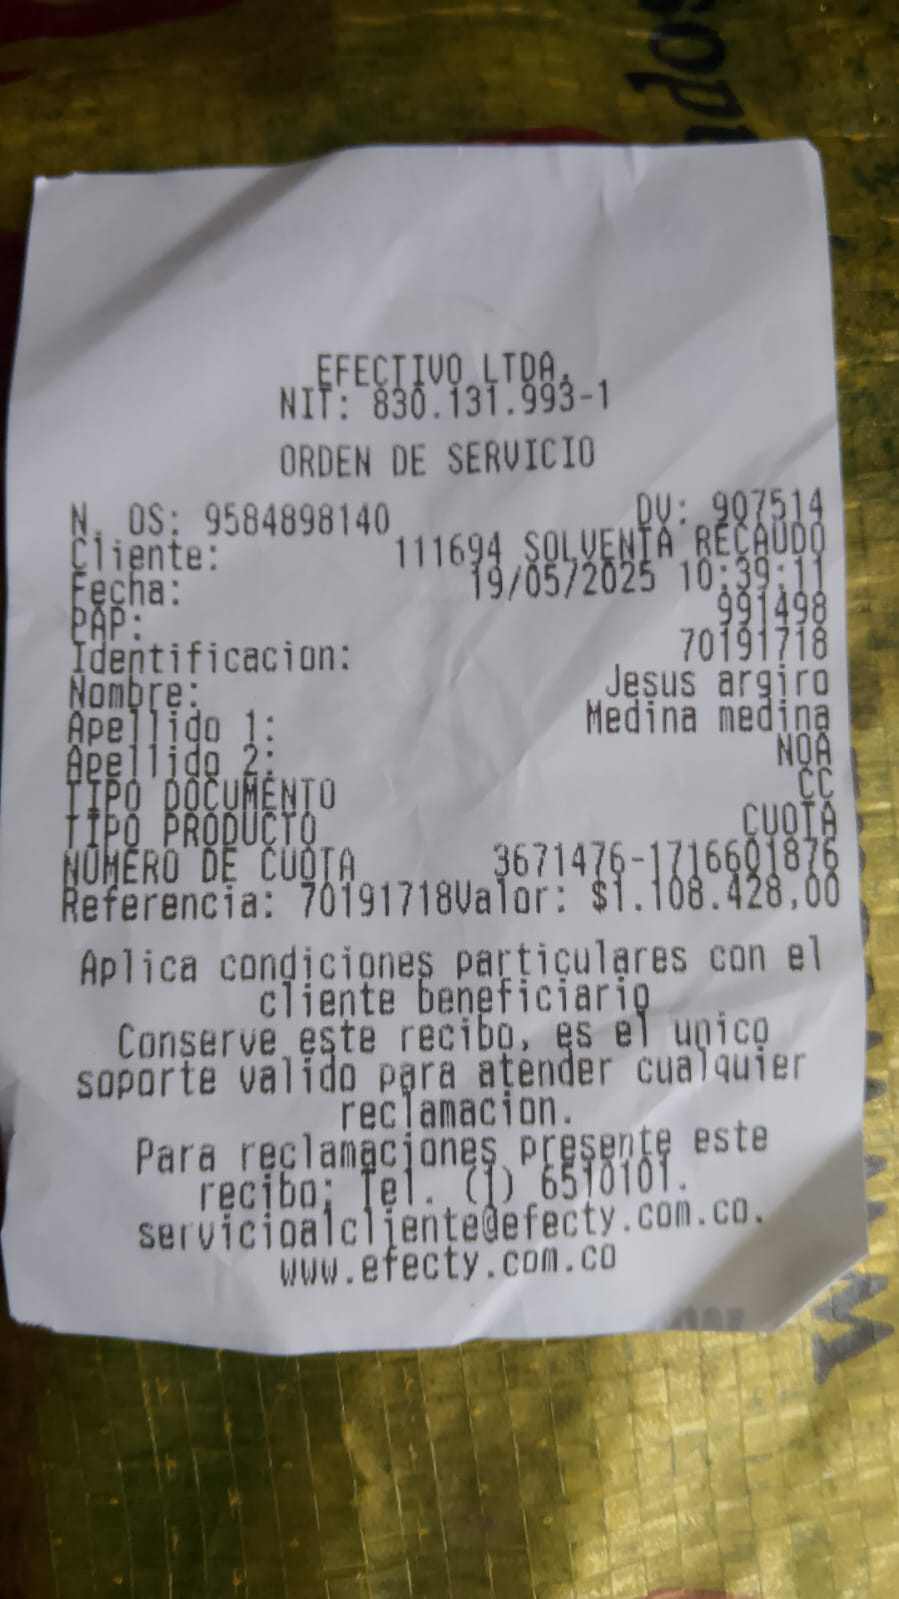 EFECTIVO LTDA.
NIT: 830.131.993-1
ORDEN DE SERVICIO
N. OS: 9584898140 DV: 907514
Cliente: 111694 SOLVENTA RECAUDO
Fecha: 19/05/2025 10:39:11
PAP: 991498
Identificacion: 70191718
Nombre: Jesus argiro
Apellido 1: Medina medina
Apellido 2: NOA
TIPO DOCUMENTO CC
TIPO PRODUCTO CUOTA
NUMERO DE CUOTA 3671476-1716601876
Referencia: 70191718Valor: $1.108.428,00
Aplica condiciones particulares con el
cliente beneficiario
Conserve este recibo, es el unico
soporte valido para atender cualquier
reclamacion.
Para reclamaciones presente este
recibo; Tel. (1) 6510101.
servicioalcliente@efecty.com.co.
www.efecty.com.co